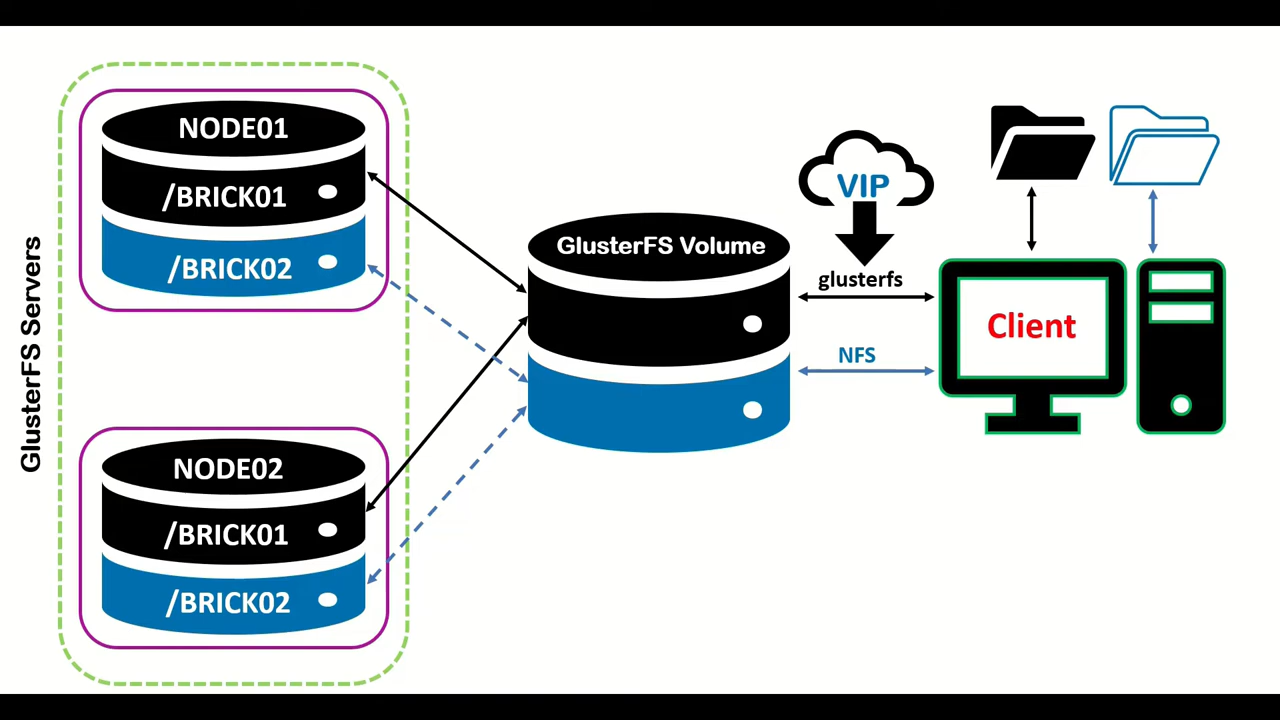 GlusterFS Servers
NODE01
/BRICK01
/BRICK02
NODE02
/BRICK01
/BRICK02
GlusterFS Volume
VIP
glusterfs
NFS
Client